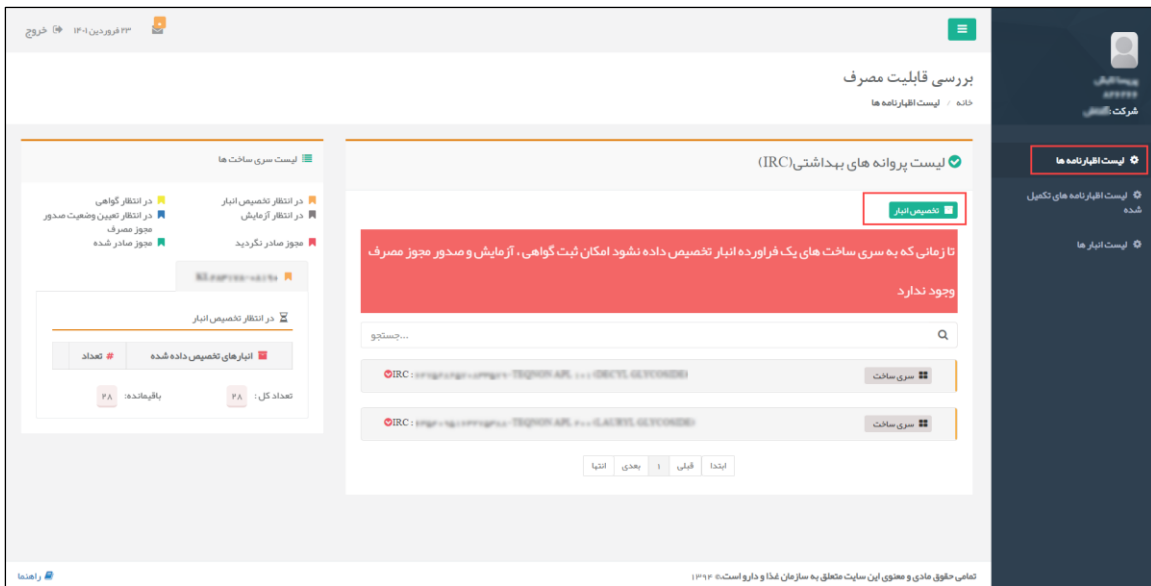 خروج
۲۳ فروردین ۱۴۰۱
شرکت
لیست اظهارنامه ها
لیست اظهارنامه های تکمیل
شده
لیست انبار ها
بررسی قابلیت مصرف
خانه / لیست اظهارنامه ها
لیست پروانه های بهداشتی(IRC)
تخصیص انبار
تا زمانی که به سری ساخت های یک فراورده انبار تخصیص داده نشود امکان ثبت گواهی ، آزمایش و صدور مجوز مصرف
وجود ندارد
جستجو...
سری ساخت
IRC :
سری ساخت
IRC :
ابتدا قبلی ۱ بعدی انتها
لیست سری ساخت ها
در انتظار تخصیص انبار
در انتظار گواهی
در انتظار آزمایش
در انتظار تعیین وضعیت صدور
مجوز مصرف
مجوز صادر نگردید
مجوز صادر شده
در انتظار تخصیص انبار
انبارهای تخصیص داده شده
# تعداد
تعداد کل : ۲۸
باقیمانده: ۲۸
تمامی حقوق مادی و معنوی این سایت متعلق به سازمان غذا و دارو است.© ۱۳۹۲
راهنما